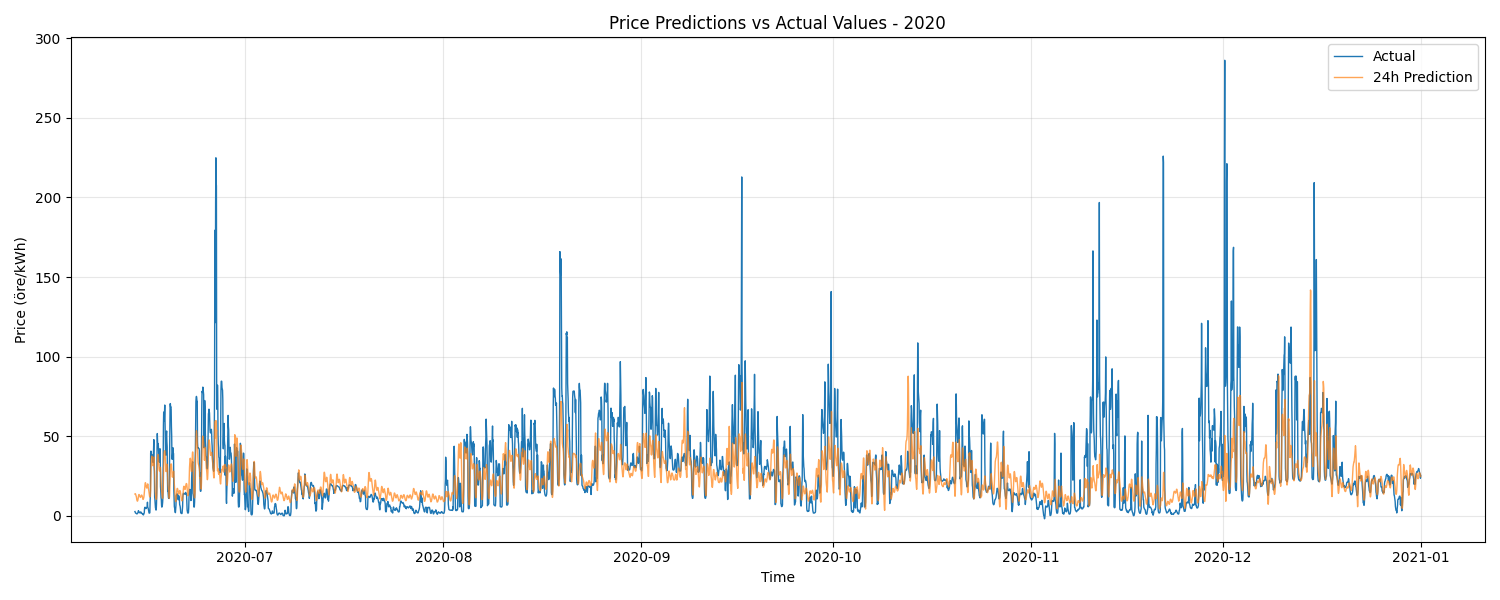 Price Predictions vs Actual Values - 2020
Price (öre/kWh)
300
250
200
150
100
50
0
Actual
24h Prediction
2020-07
2020-08
2020-09
2020-10
2020-11
2020-12
2021-01
Time